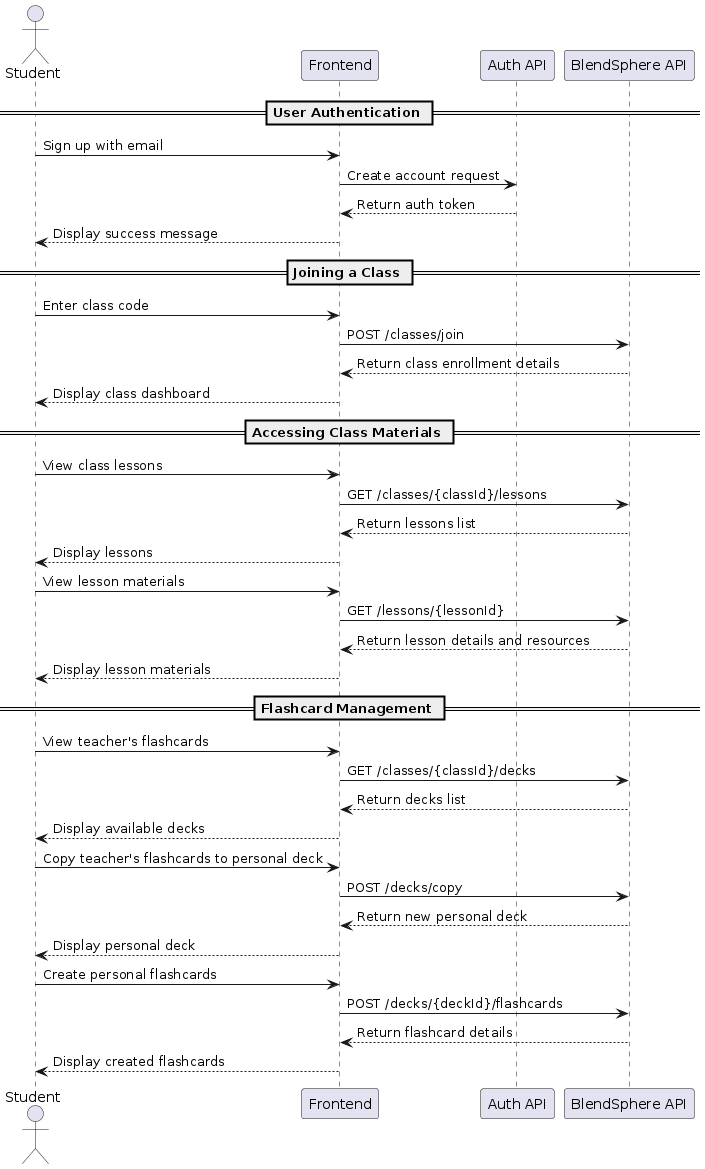 Student
Frontend
Auth API
BlendSphere API
User Authentication
Sign up with email
Create account request
Return auth token
Display success message
Joining a Class
Enter class code
POST /classes/join
Return class enrollment details
Display class dashboard
Accessing Class Materials
View class lessons
GET /classes/{classId}/lessons
Return lessons list
Display lessons
View lesson materials
GET /lessons/{lessonId}
Return lesson details and resources
Display lesson materials
Flashcard Management
View teacher's flashcards
GET /classes/{classId}/decks
Return decks list
Display available decks
Copy teacher's flashcards to personal deck
POST /decks/copy
Return new personal deck
Display personal deck
Create personal flashcards
POST /decks/{deckId}/flashcards
Return flashcard details
Display created flashcards
Student
Frontend
Auth API
BlendSphere API